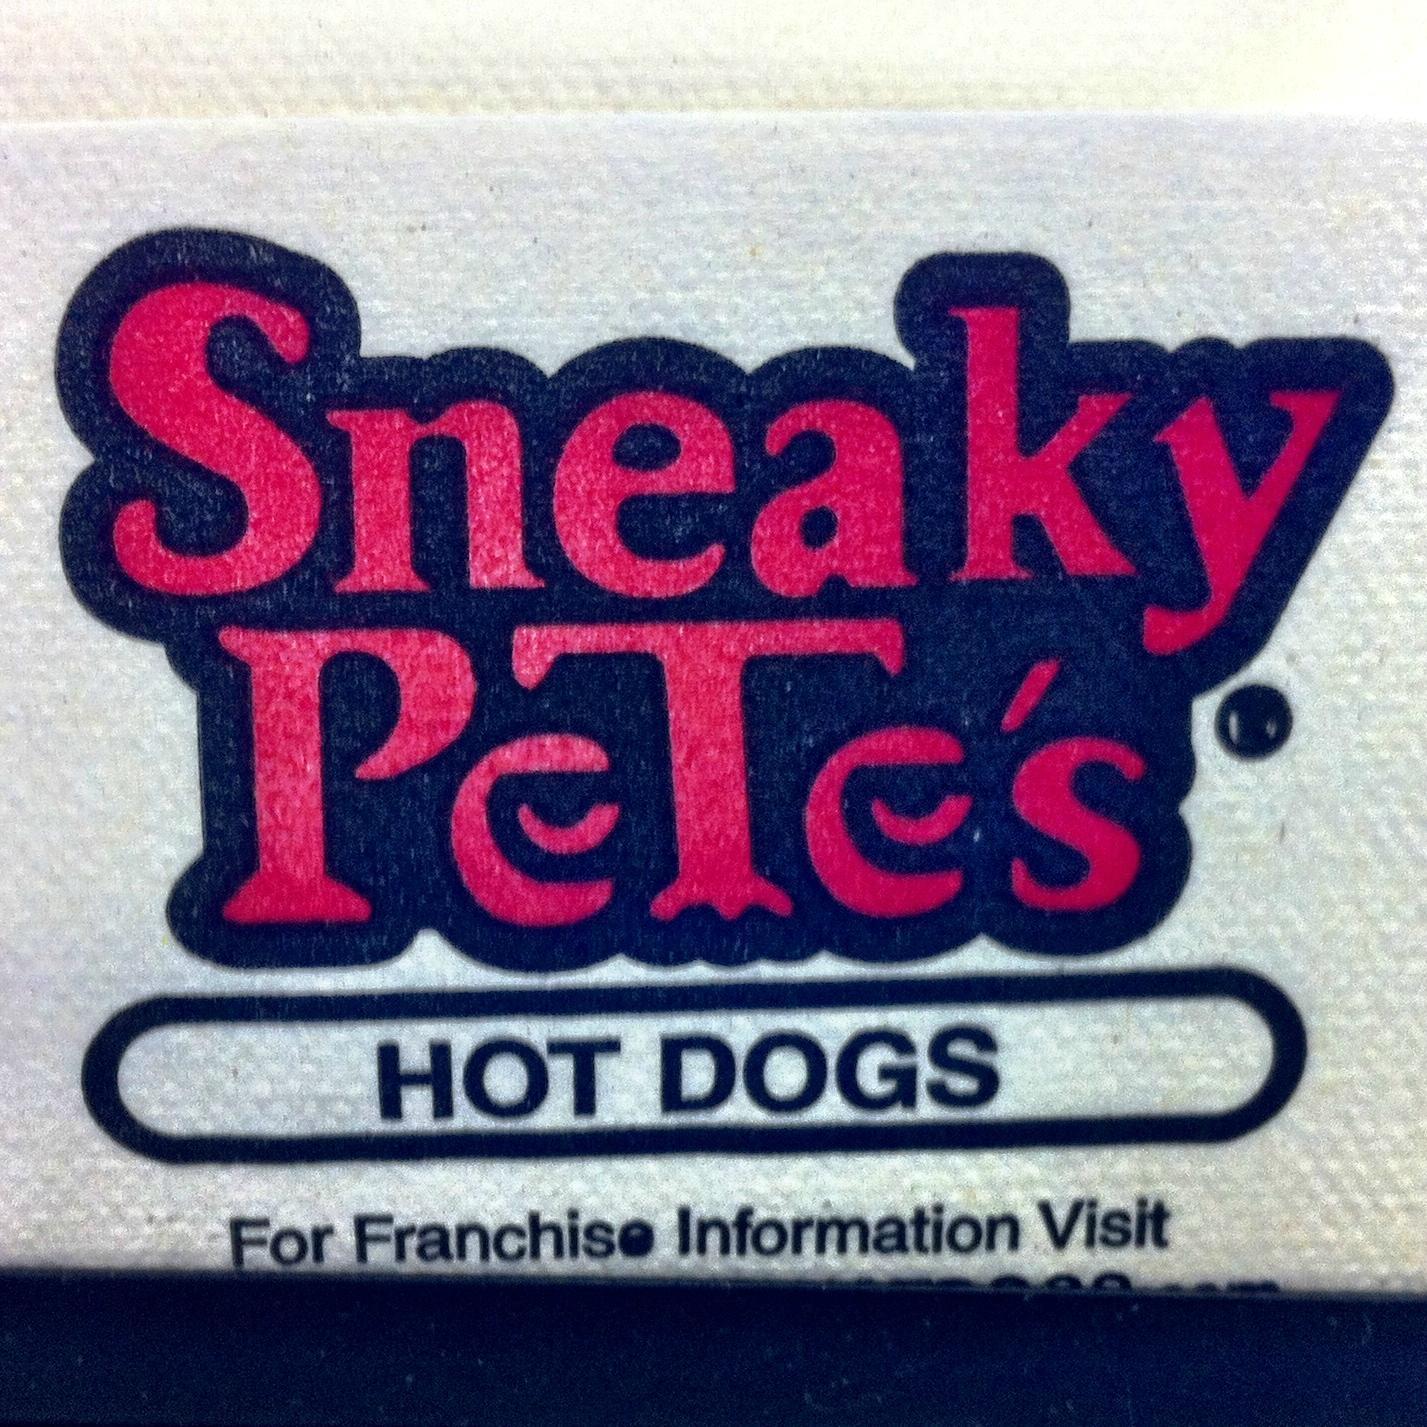 Sneaky
PeTe's
HOT DOGS
For Franchise Information Visit